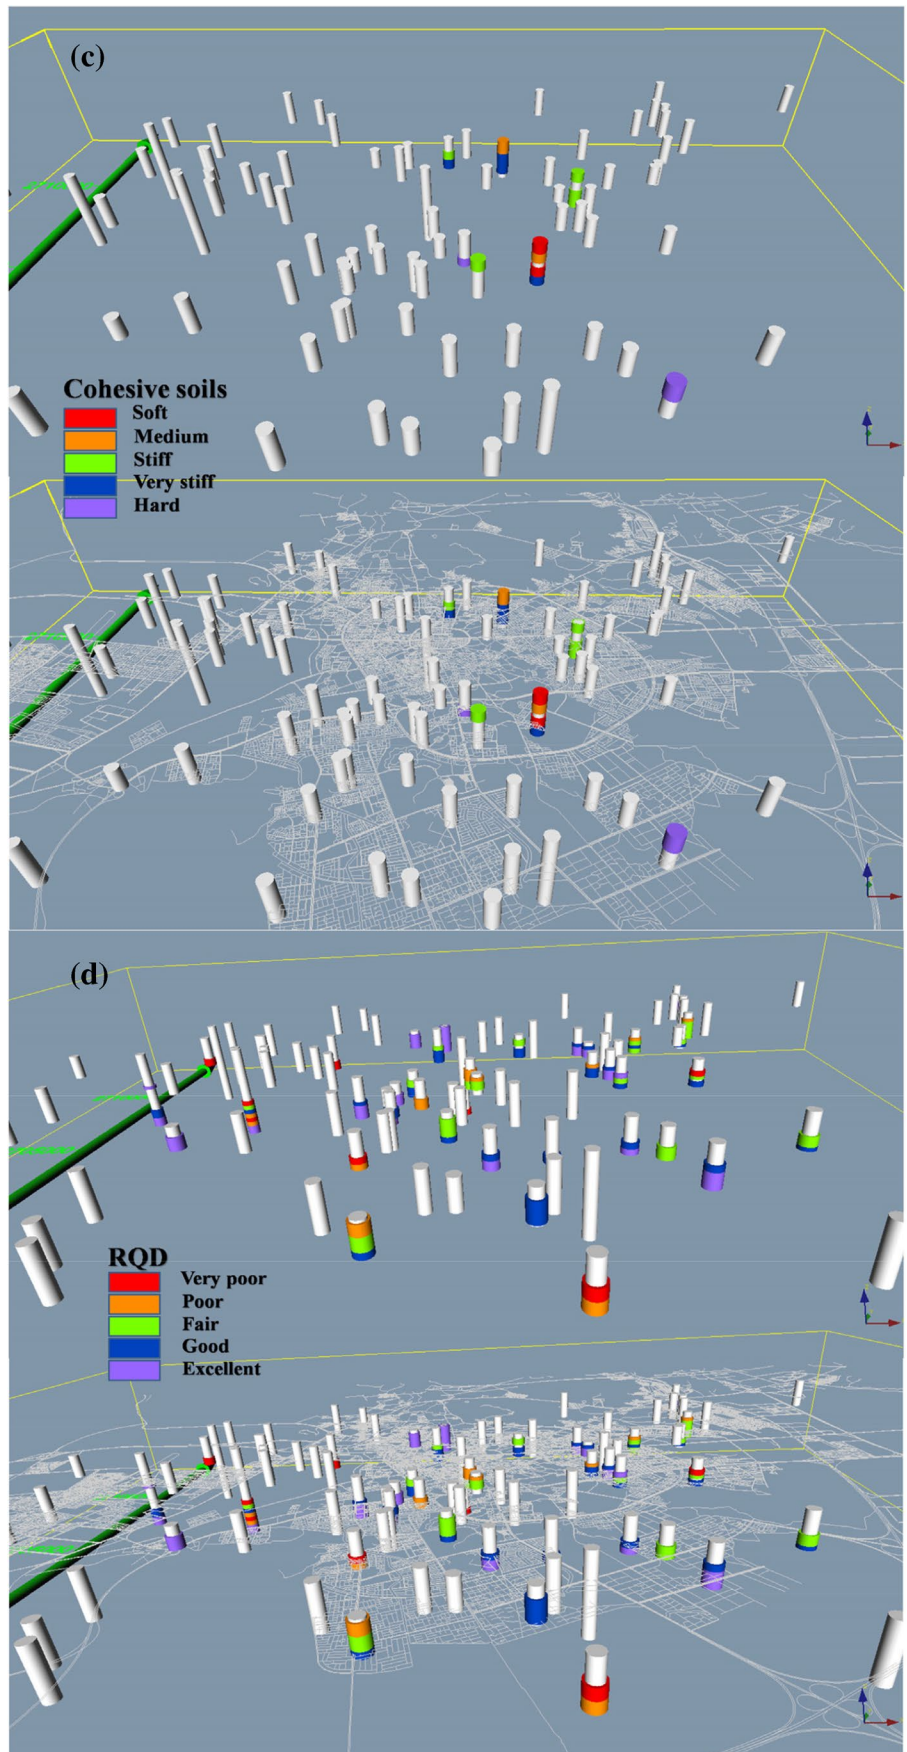 (c)
Cohesive soils
Soft
Medium
Stiff
Very stiff
Hard
(d)
RQD
Very poor
Poor
Fair
Good
Excellent